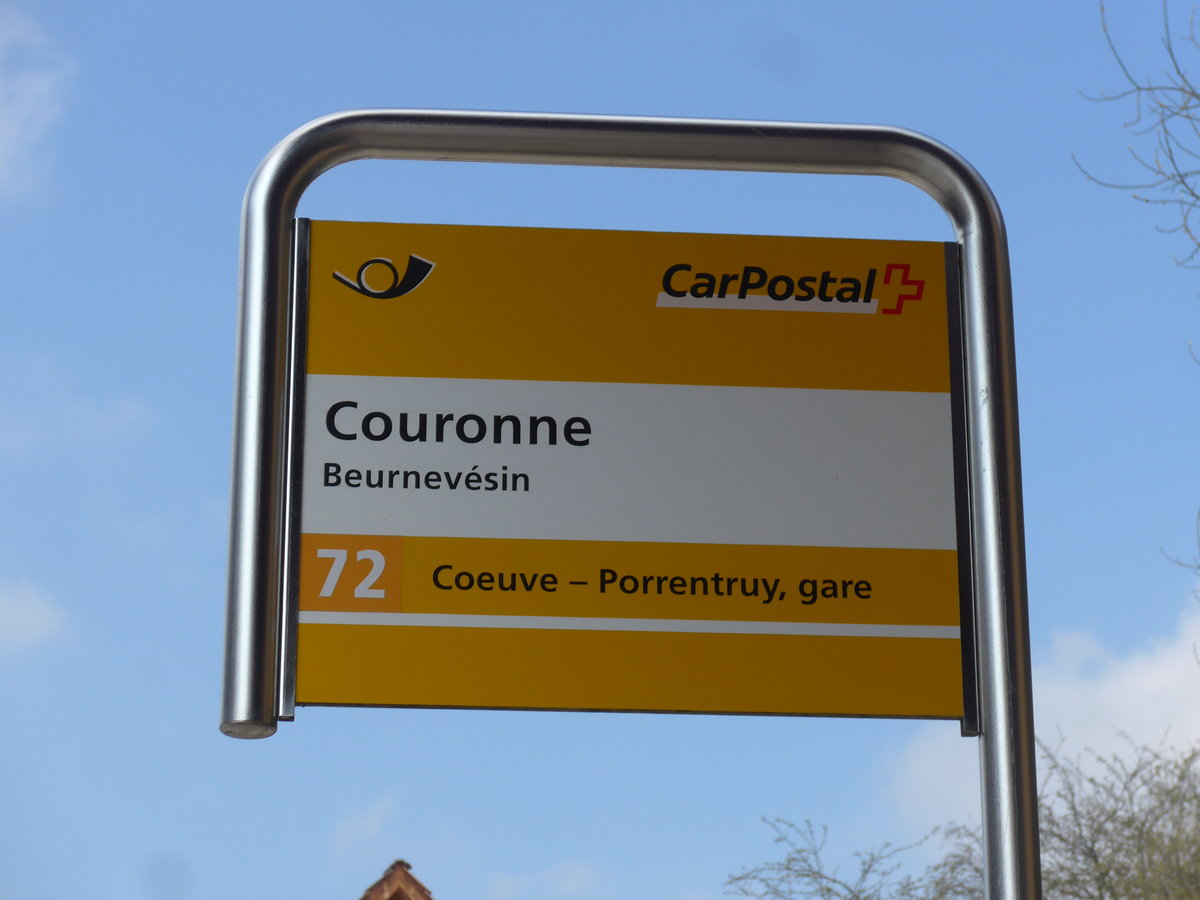 CarPostal
Couronne
Beurnevésin
72 Coeuve – Porrentruy, gare